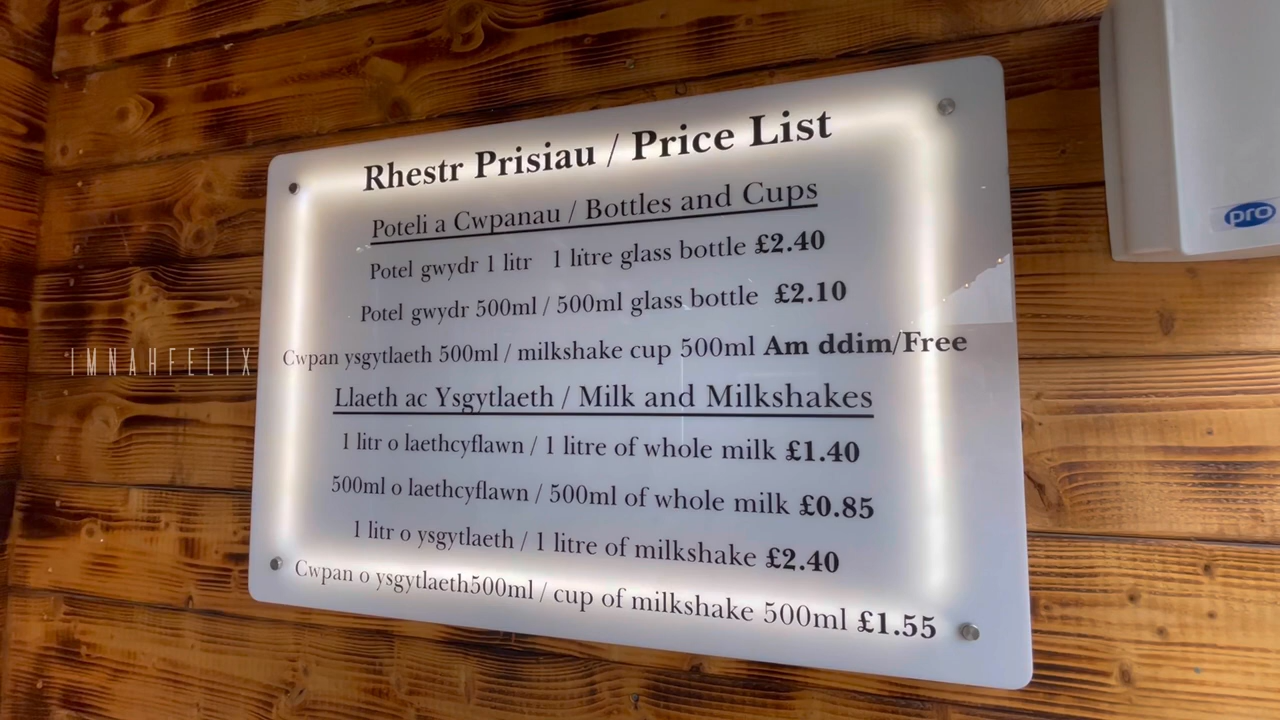 Rhestr Prisiau / Price List
Poteli a Cwpanau / Bottles and Cups
Potel gwydr 1 litr 1 litre glass bottle £2.40
Potel gwydr 500ml / 500ml glass bottle £2.10
Cwpan ysgytlaeth 500ml / milkshake cup 500ml Am ddim/Free
Llaeth ac Ysgytlaeth / Milk and Milkshakes
1 litr o laethcyflawn / 1 litre of whole milk £1.40
500ml o laethcyflawn / 500ml of whole milk £0.85
1 litr o ysgytlaeth / 1 litre of milkshake £2.40
Cwpan o ysgytlaeth500ml / cup of milkshake 500ml £1.55
pro
IMNAHFELIX